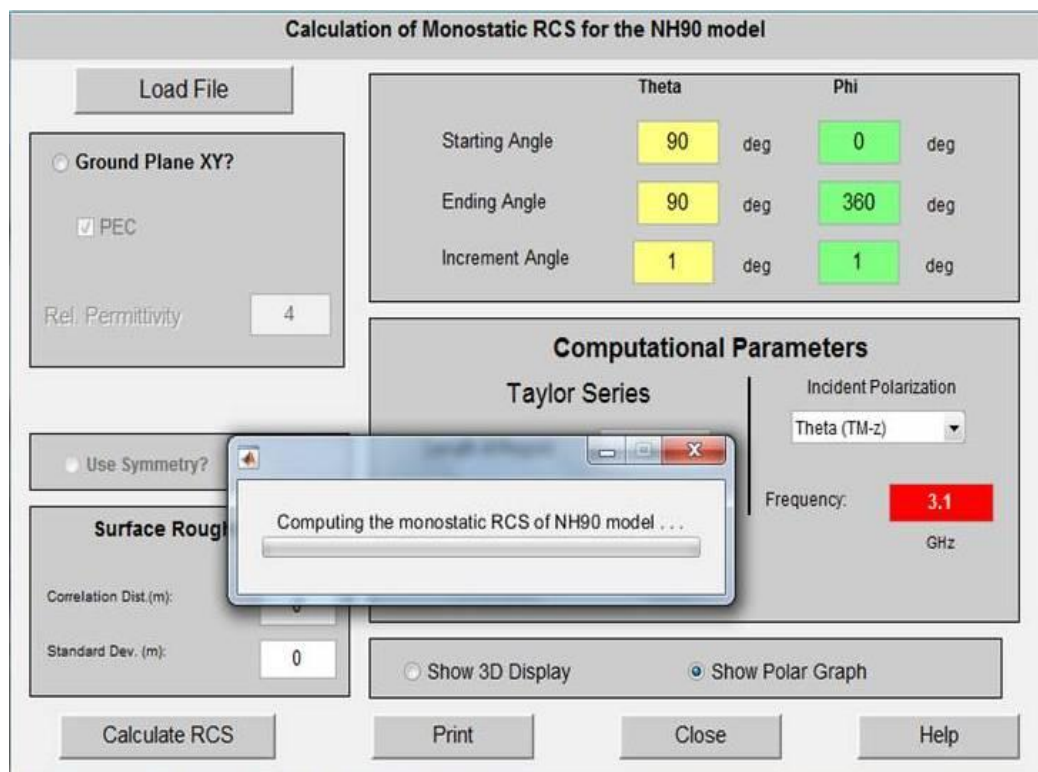 Calculation of Monostatic RCS for the NH90 model
Load File
Theta Phi
Starting Angle 90 deg 0 deg
Ending Angle 90 deg 360 deg
Increment Angle 1 deg 1 deg
Ground Plane XY?
PEC
Rel. Permittivity 4
Computational Parameters
Taylor Series
Incident Polarization
Theta (TM-z)
Frequency: 3.1
GHz
Use Symmetry?
Computing the monostatic RCS of NH90 model . . .
Surface
Correlation Dist.(m):
Standard Dev. (m): 0
Show 3D Display Show Polar Graph
Calculate RCS Print Close Help